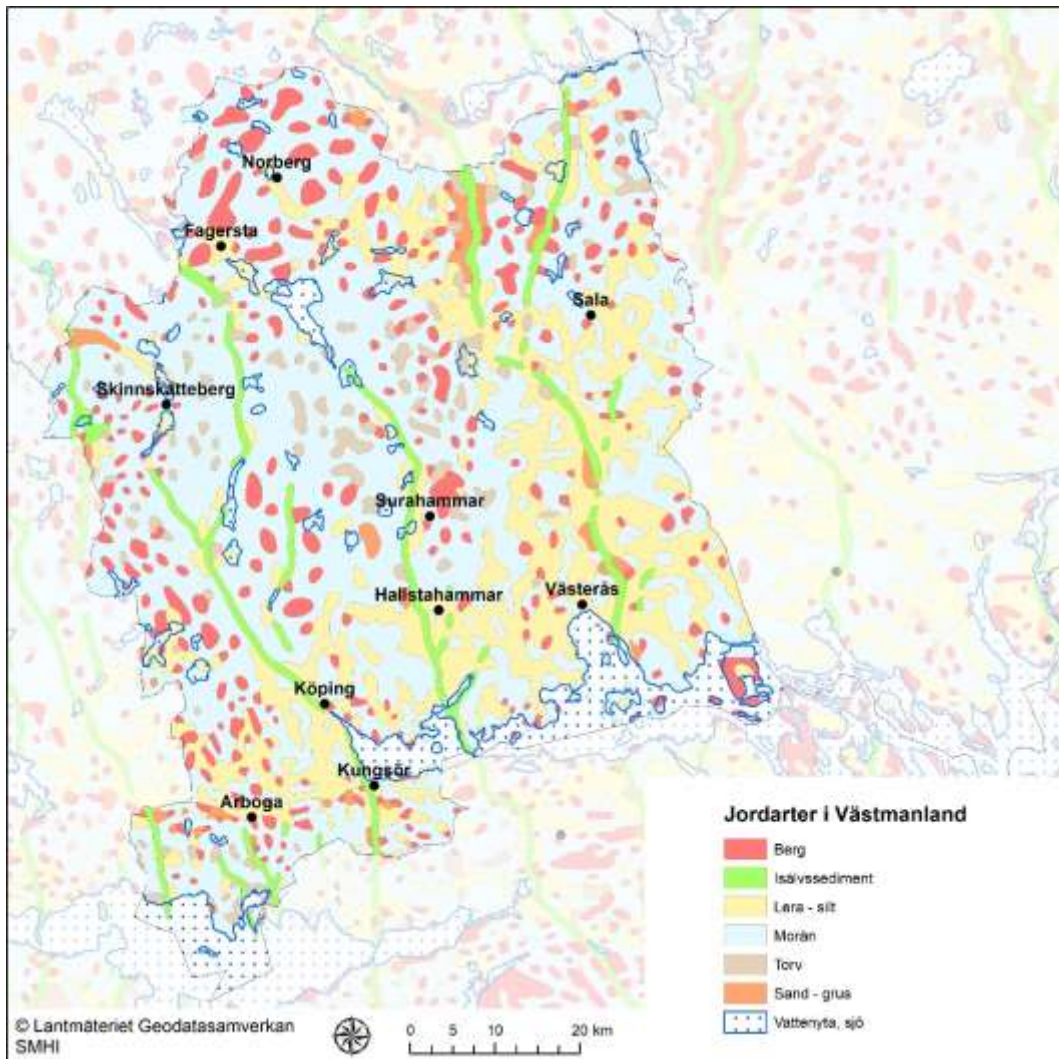 Norberg
Fagersta
Sala
Skinnskatteberg
Surahammar
Hallstahammar
Västerås
Köping
Kungsör
Arboga
Jordarter i Västmanland
Berg
Isälvssediment
Lera - silt
Morän
Torv
Sand - grus
Vattenyta, sjö
© Lantmäteriet Geodatasamverkan
SMHI
0 5 10 20 km